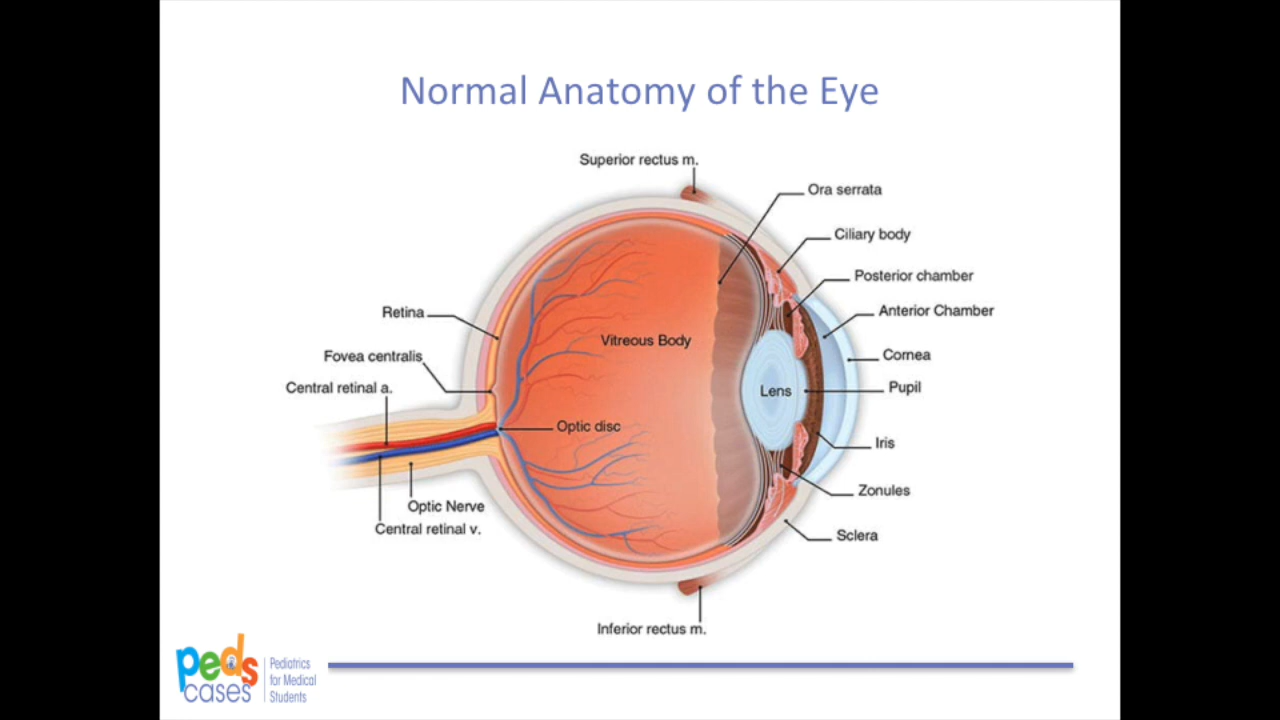 Normal Anatomy of the Eye
Superior rectus m.
Ora serrata
Ciliary body
Posterior chamber
Anterior Chamber
Retina
Vitreous Body
Fovea centralis
Cornea
Central retinal a.
Lens
Pupil
Optic disc
Iris
Zonules
Optic Nerve
Central retinal v.
Sclera
Inferior rectus m.
peds
cases
Pediatrics
for Medical
Students